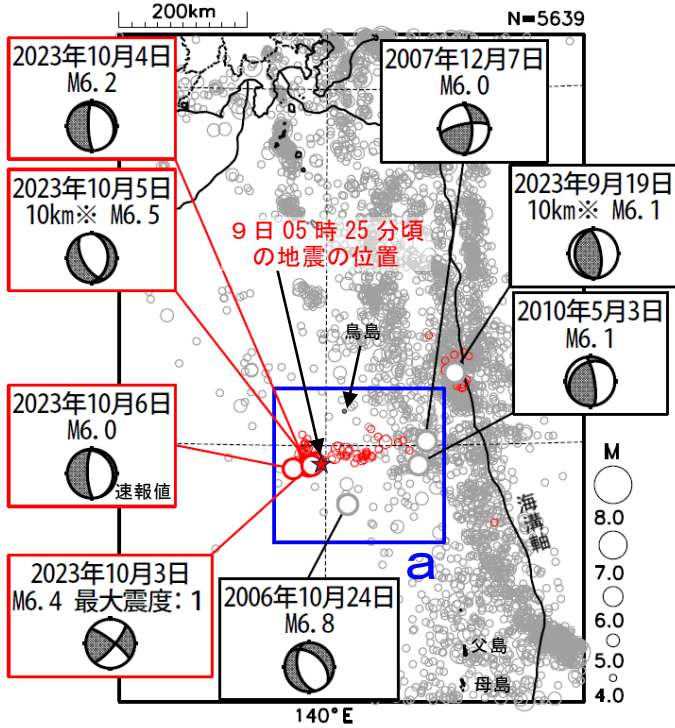 200km
N=5639
2023年10月4日
M6.2
2007年12月7日
M6.0
2023年10月5日
10km※ M6.5
9日05時25分頃
の地震の位置
2023年9月19日
10km※ M6.1
鳥島
2010年5月3日
M6.1
2023年10月6日
M6.0
速報値
海溝軸
M
8.0
7.0
6.0
5.0
4.0
a
2023年10月3日
M6.4 最大震度:1
2006年10月24日
M6.8
父島
母島
140°E